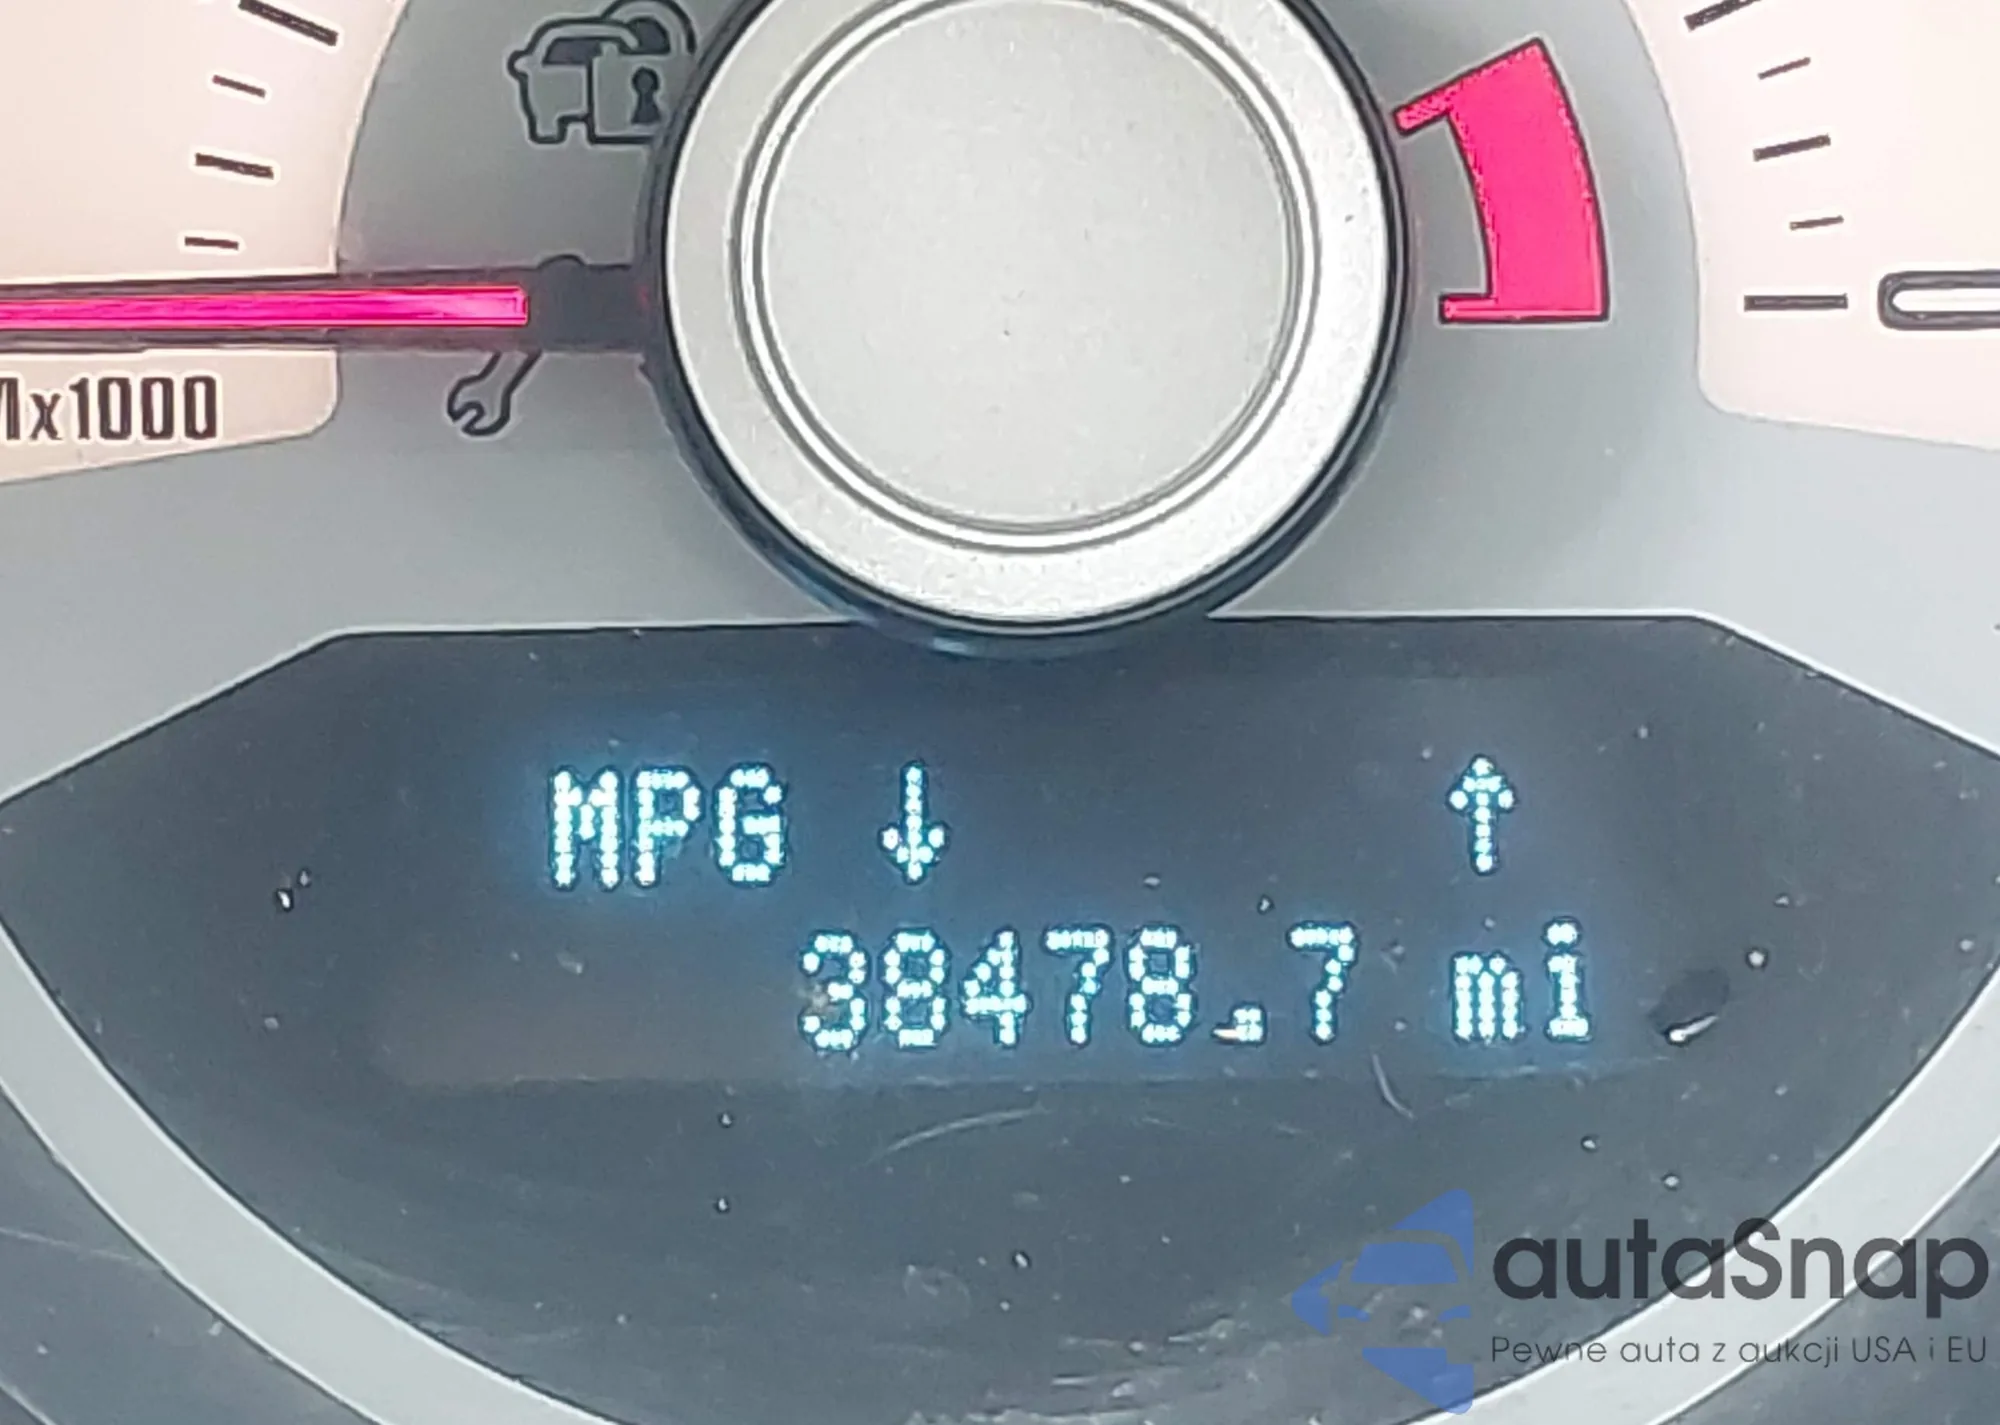 x1000
MPG ↓ ↑
38478.7 mi
autaSnap
Pewne auta z aukcji USA i EU